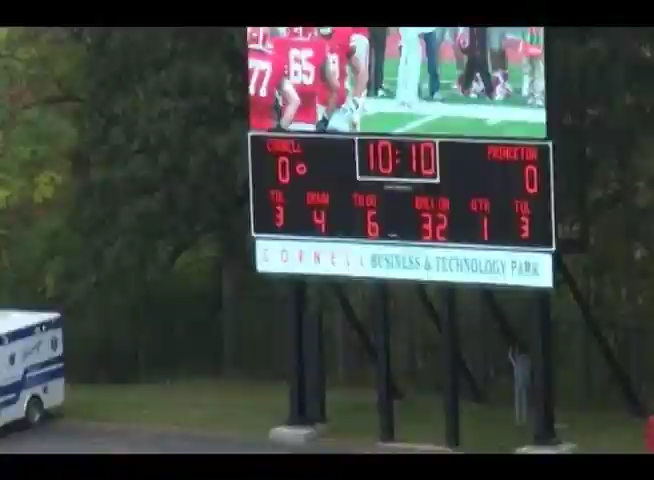 77 65
CORNELL 10:10 PRINCETON
0 0
TOL DOWN TO GO BALL ON QTR TOL
3 4 6 32 1 3
CORNELL BUSINESS & TECHNOLOGY PARK